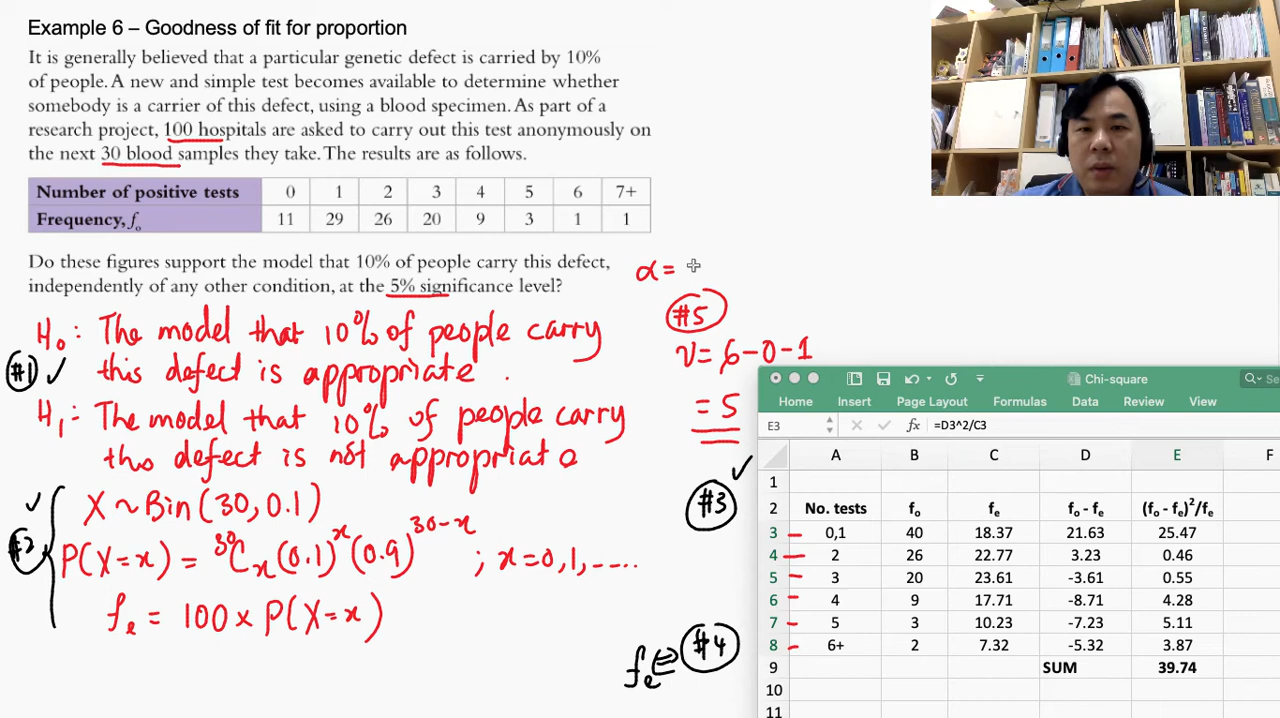 Example 6 – Goodness of fit for proportion
It is generally believed that a particular genetic defect is carried by 10%
of people. A new and simple test becomes available to determine whether
somebody is a carrier of this defect, using a blood specimen. As part of a
research project, 100 hospitals are asked to carry out this test anonymously on
the next 30 blood samples they take. The results are as follows.
Number of positive tests 0 1 2 3 4 5 6 7+
Frequency, fₒ 11 29 26 20 9 3 1 1
Do these figures support the model that 10% of people carry this defect,
independently of any other condition, at the 5% significance level?
α =
#5
ν = 6-0-1
= 5
H₀: The model that 10% of people carry
#1 ✓ this defect is appropriate.
H₁: The model that 10% of people carry
this defect is not appropriate
#2 ✓ X ~ Bin(30, 0.1)
P(X=x) = ³⁰Cₓ(0.1)ˣ(0.9)³⁰⁻ˣ ; x=0,1,.....
fₑ = 100 x P(X=x)
#3 ✓
fₑ ⇔ #4
Chi-square
Se
Home Insert Page Layout Formulas Data Review View
E3 fx =D3^2/C3
A B C D E F
1
2 No. tests fₒ fₑ fₒ - fₑ (fₒ - fₑ)²/fₑ
3 0,1 40 18.37 21.63 25.47
4 2 26 22.77 3.23 0.46
5 3 20 23.61 -3.61 0.55
6 4 9 17.71 -8.71 4.28
7 5 3 10.23 -7.23 5.11
8 6+ 2 7.32 -5.32 3.87
9 SUM 39.74
10
11